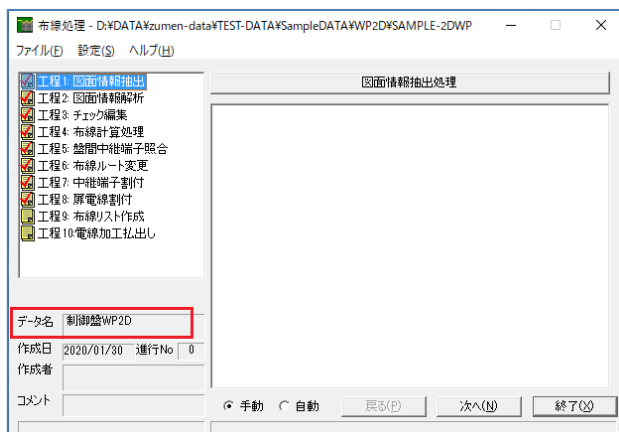 布線処理 - D:¥DATA¥zumen-data¥TEST-DATA¥SampleDATA¥WP2D¥SAMPLE-2DWP
ファイル(F) 設定(S) ヘルプ(H)
工程1: 図面情報抽出
工程2: 図面情報解析
工程3: チェック編集
工程4: 布線計算処理
工程5: 盤間中継端子照合
工程6: 布線ルート変更
工程7: 中継端子割付
工程8: 扉電線割付
工程9: 布線リスト作成
工程10:電線加工払出し
図面情報抽出処理
データ名 制御盤WP2D
作成日 2020/01/30 進行No 0
作成者
コメント
手動 自動 戻る(P) 次へ(N) 終了(X)